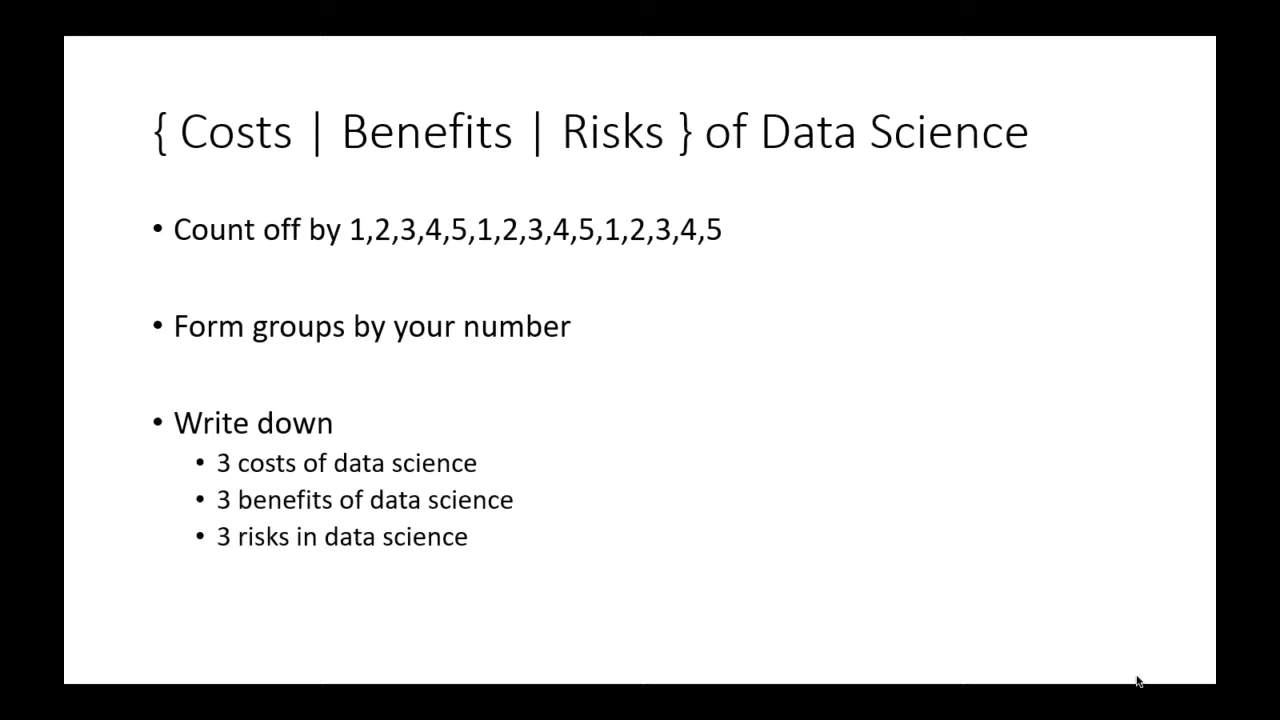 { Costs | Benefits | Risks } of Data Science
• Count off by 1,2,3,4,5,1,2,3,4,5,1,2,3,4,5
• Form groups by your number
• Write down
• 3 costs of data science
• 3 benefits of data science
• 3 risks in data science